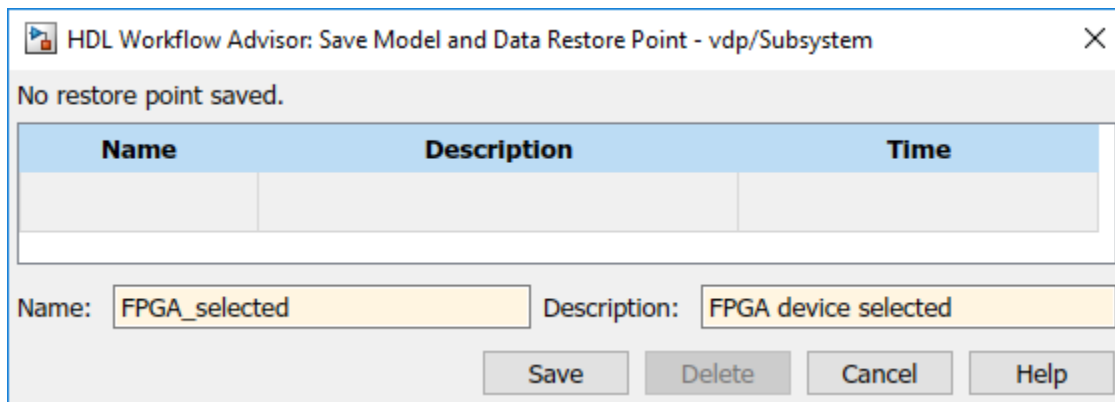 HDL Workflow Advisor: Save Model and Data Restore Point - vdp/Subsystem
No restore point saved.
Name Description Time
Name: FPGA_selected Description: FPGA device selected
Save Delete Cancel Help